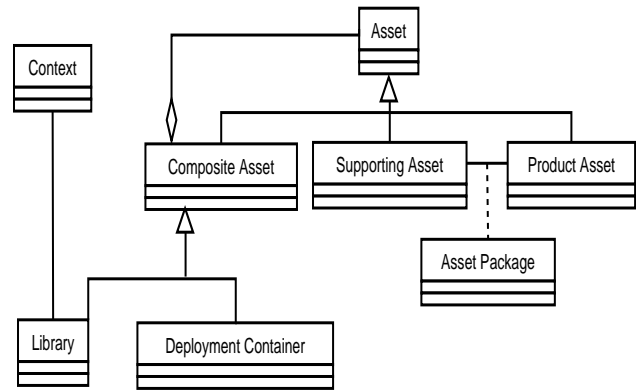 Asset
Context
Composite Asset
Supporting Asset
Product Asset
Asset Package
Library
Deployment Container